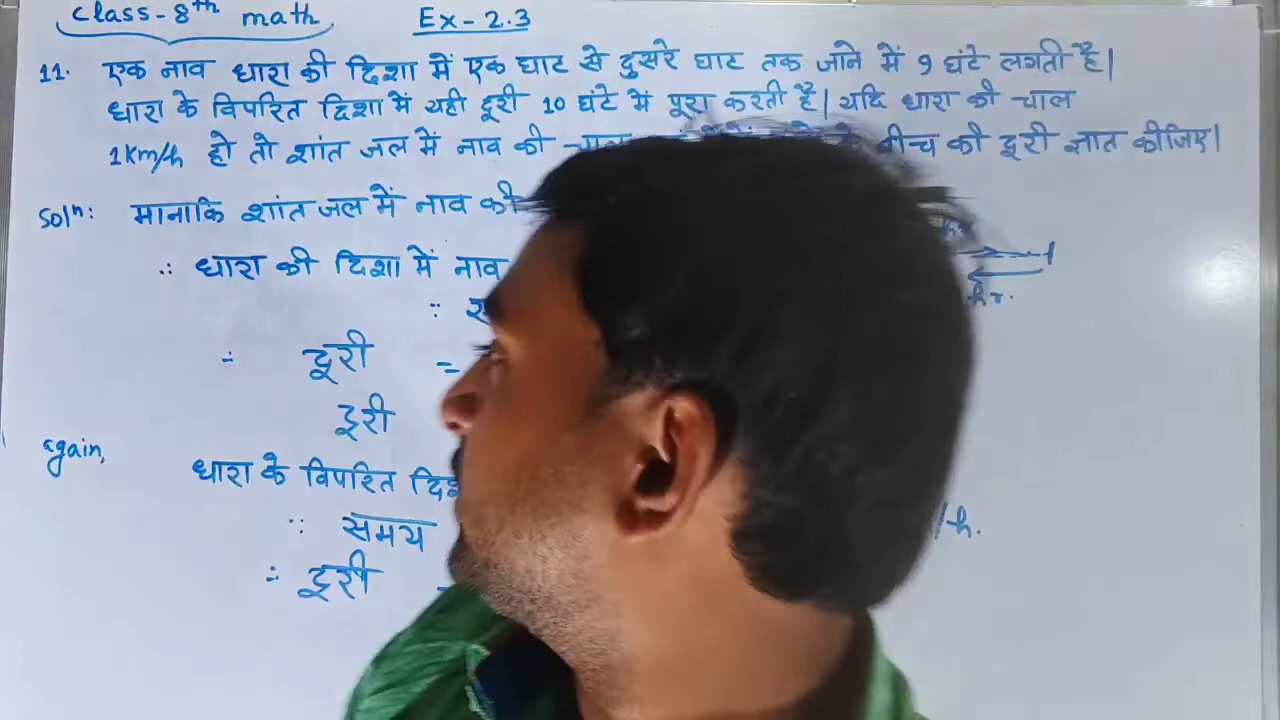 Class-8th math Ex-2.3
11. एक नाव धारा की दिशा में एक घाट से दुसरे घाट तक जाने में 9 घंटे लगती है|
धारा के विपरित दिशा में यही दूरी 10 घंटे में पूरा करती है| यदि धारा की चाल
1Km/h हो तो शांत जल में नाव की बीच की दूरी ज्ञात कीजिए|
Solⁿ: मानाकि शांत जल में नाव की
∴ धारा की दिशा में नाव
∵
∴ दूरी =
दूरी
again,
धारा के विपरित
∵ समय /h.
∴ दूरी